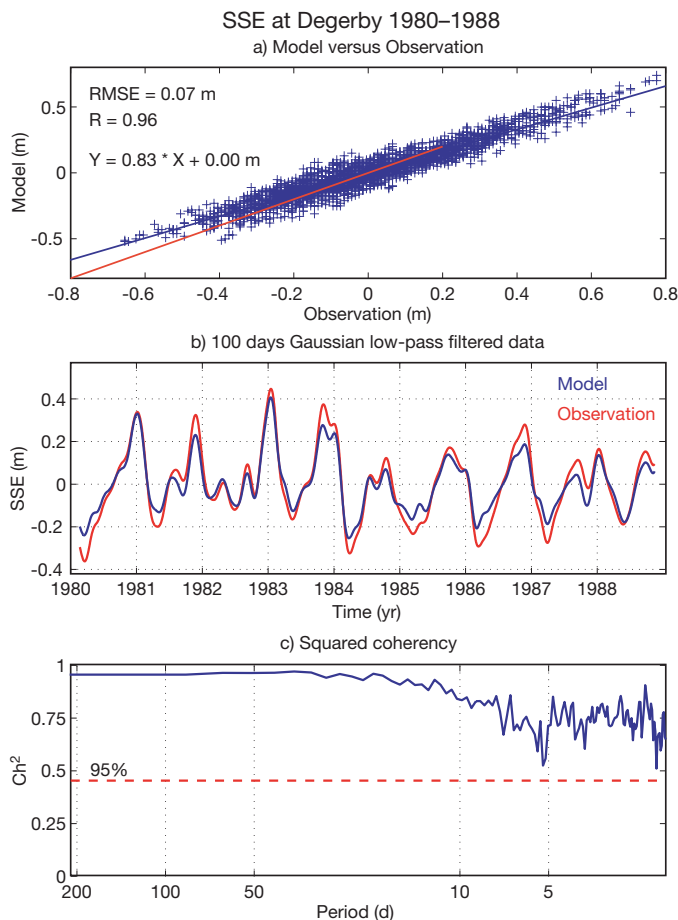 SSE at Degerby 1980–1988
a) Model versus Observation
RMSE = 0.07 m
R = 0.96
Y = 0.83 * X + 0.00 m
Model (m)
0.5
0
-0.5
-0.8 -0.6 -0.4 -0.2 0 0.20 0.4 0.6 0.8
Observation (m)
b) 100 days Gaussian low-pass filtered data
Model
Observation
SSE (m)
0.4
0.2
0
-0.2
-0.4
1980 1981 1982 1983 1984 1985 1986 1987 1988
Time (yr)
c) Squared coherency
Ch²
1
0.75
0.5
0.25
0
95%
200 100 50 10 5
Period (d)